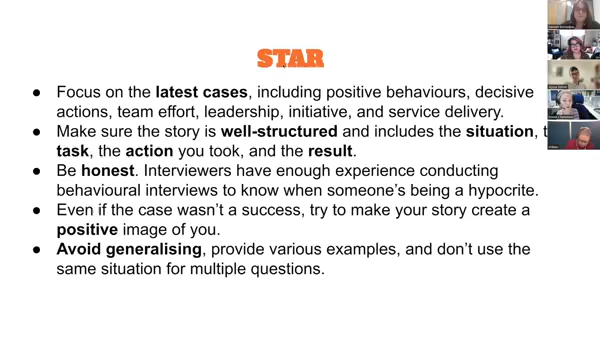 STAR
● Focus on the latest cases, including positive behaviours, decisive
actions, team effort, leadership, initiative, and service delivery.
● Make sure the story is well-structured and includes the situation, t
task, the action you took, and the result.
● Be honest. Interviewers have enough experience conducting
behavioural interviews to know when someone's being a hypocrite.
● Even if the case wasn't a success, try to make your story create a
positive image of you.
● Avoid generalising, provide various examples, and don't use the
same situation for multiple questions.